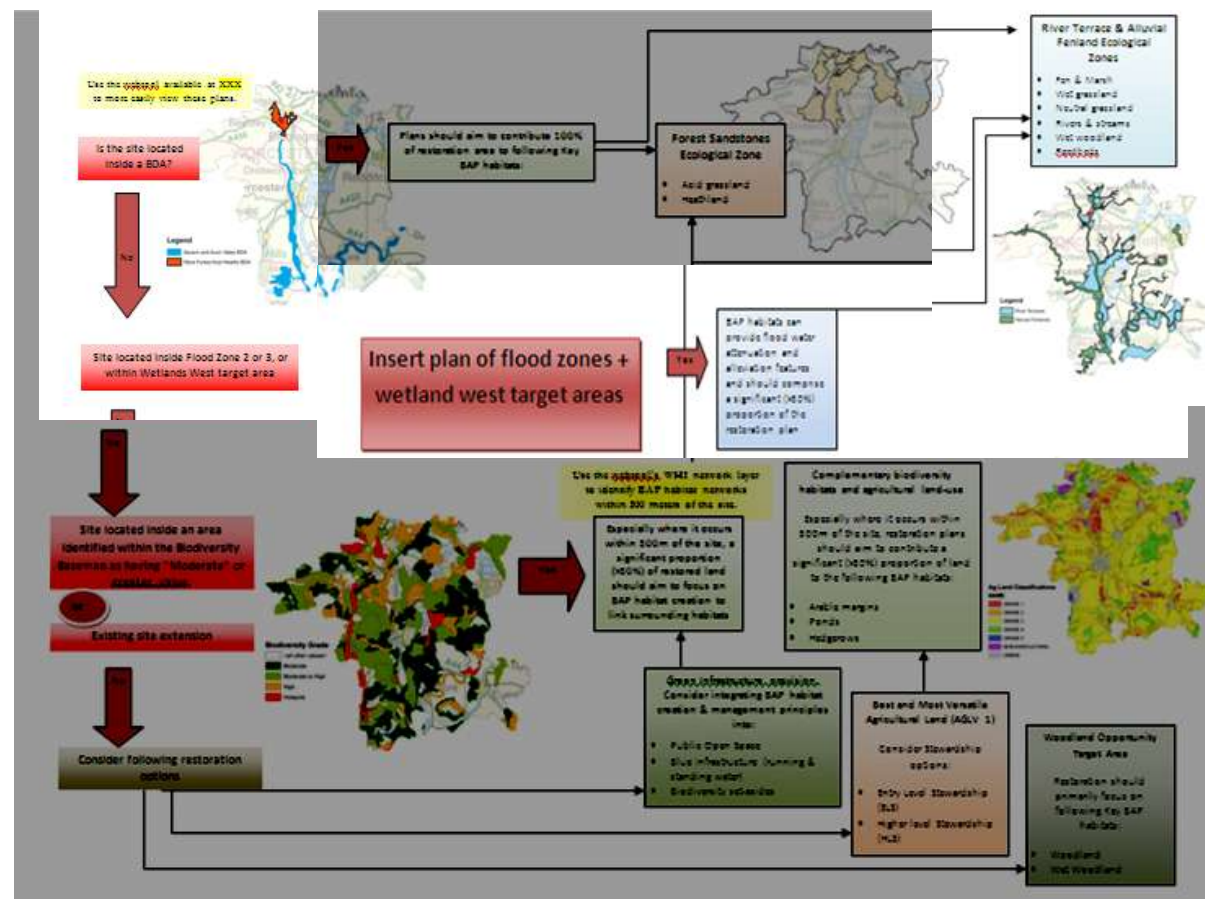 Use the webtool available at XXX
to more easily view these plans.
Is the site located
inside a BDA?
No
Legend
Yes
Plans should aim to contribute 100%
of restoration area to following Key
BAP habitats:
Forest Sandstones
Ecological Zone
Acid grassland
Heathland
River Terrace & Alluvial
Fenland Ecological
Zones
Fen & Marsh
Wet grassland
Neutral grassland
Rivers & streams
Wet woodland
Legend
Site located inside Flood Zone 2 or 3, or
within Wetlands West target area
Insert plan of flood zones +
wetland west target areas
Yes
BAP habitats can
provide flood water
attenuation and
alleviation features
and should comprise
a significant (>60%)
proportion of the
restoration plan
Site located inside an area
identified within the Biodiversity
Basemap as having "Moderate" or
greater value
Existing site extension
Consider following restoration
options
Biodiversity Grade
Moderate
Moderate to High
High
Use the webtool's WMI network layer
to identify BAP habitat networks
within 500 meters of the site.
Especially where it occurs
within 500m of the site, a
significant proportion
(>60%) of restored land
should aim to focus on
BAP habitat creation to
link surrounding habitats
Green infrastructure provision
Consider integrating BAP habitat
creation & management principles
into:
Public Open Space
Blue infrastructure (running &
standing water)
Biodiversity
Complementary biodiversity
habitats and agricultural land-use
Especially where it occurs within
500m of the site, restoration plans
should aim to contribute a
significant (>60%) proportion of land
to the following BAP habitats:
Arable margins
Ponds
Hedgerows
Best and Most Versatile
Agricultural Land (AGLV 1)
Consider Stewardship
options:
Entry Level Stewardship
(ELS)
Higher level Stewardship
(HLS)
Woodland Opportunity
Target Area
Restoration should
primarily focus on
following Key BAP
habitats:
Woodland
Wet Woodland